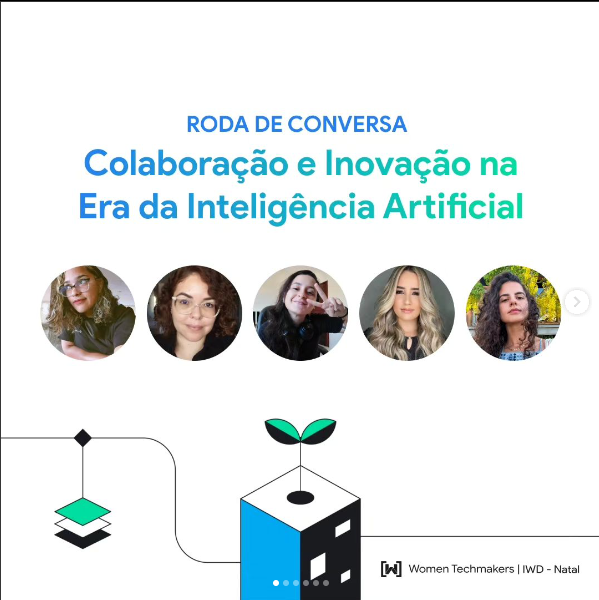 RODA DE CONVERSA
Colaboração e Inovação na
Era da Inteligência Artificial
[W] Women Techmakers | IWD - Natal